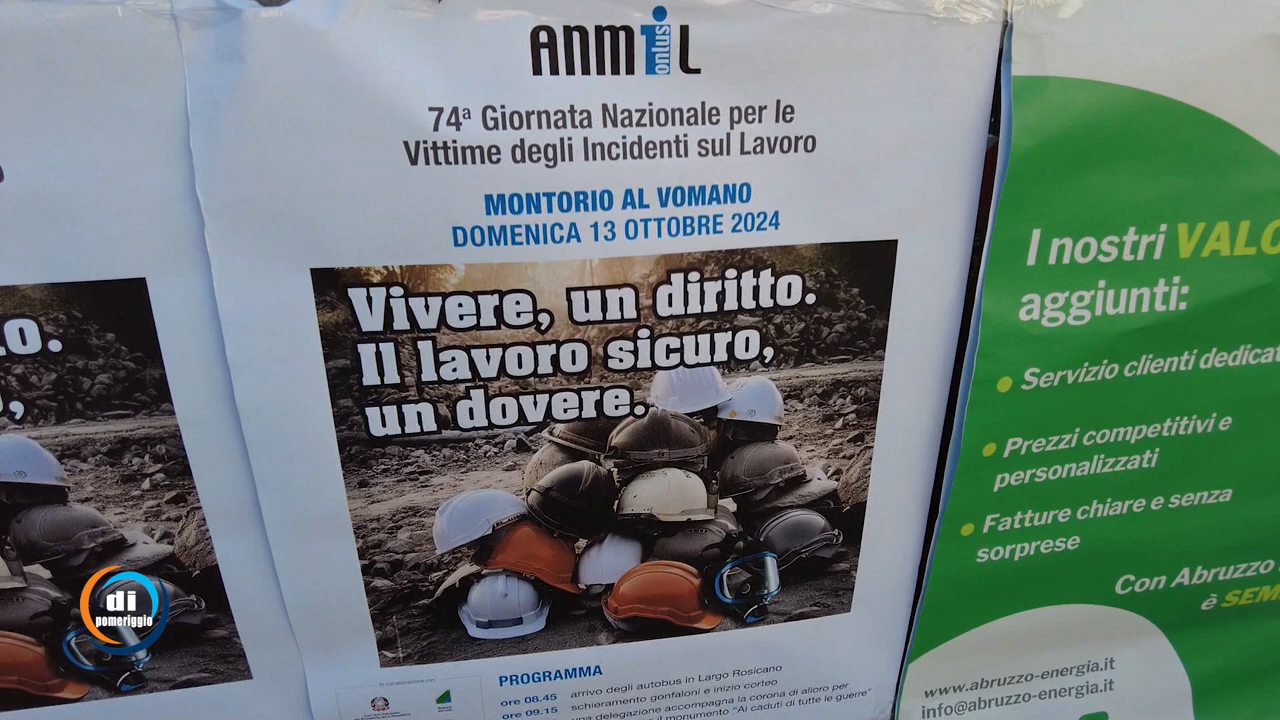 ANMIL
onlus
74ª Giornata Nazionale per le
Vittime degli Incidenti sul Lavoro
MONTORIO AL VOMANO
DOMENICA 13 OTTOBRE 2024
Vivere, un diritto.
Il lavoro sicuro,
un dovere.
PROGRAMMA
ore 08.45 arrivo degli autobus in Largo Rosicano
schieramento gonfaloni e inizio corteo
ore 09.15 una delegazione accompagna la corona di alloro per
il monumento "Ai caduti di tutte le guerre"
In collaborazione con
I nostri VALO
aggiunti:
Servizio clienti dedicat
Prezzi competitivi e
personalizzati
Fatture chiare e senza
sorprese
Con Abruzzo
è SEM
www.abruzzo-energia.it
info@abruzzo-energia.it
di
pomeriggio